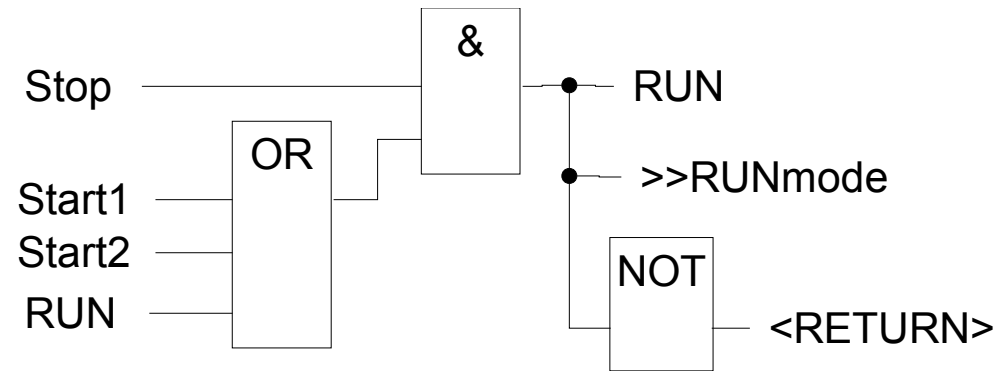 &
Stop
RUN
OR
>>RUNmode
Start1
Start2
NOT
RUN
<RETURN>